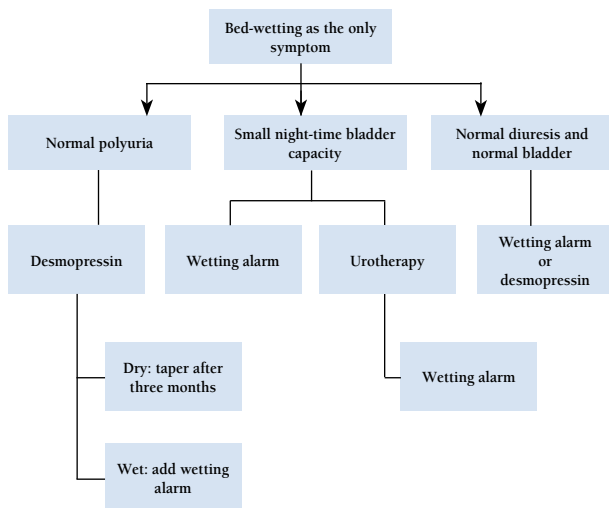 Bed-wetting as the only
symptom
Normal polyuria
Small night-time bladder
capacity
Normal diuresis and
normal bladder
Desmopressin
Wetting alarm
Urotherapy
Wetting alarm
or
desmopressin
Dry: taper after
three months
Wetting alarm
Wet: add wetting
alarm